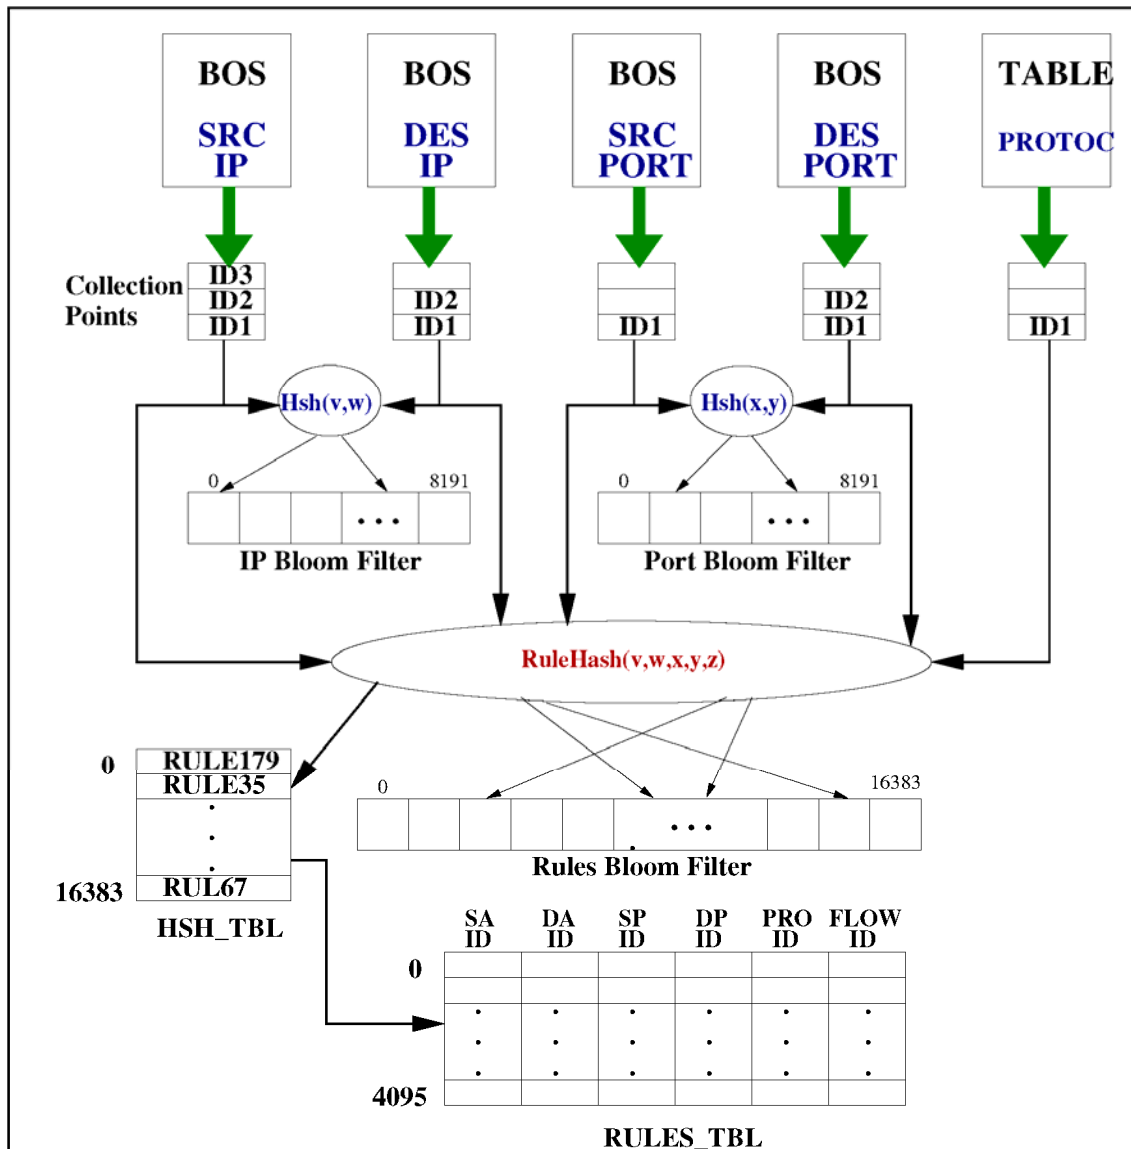 BOS
SRC
IP
BOS
DES
IP
BOS
SRC
PORT
BOS
DES
PORT
TABLE
PROTOC
Collection
Points
ID3
ID2
ID1
ID2
ID1
ID1
ID2
ID1
ID1
Hsh(v,w)
Hsh(x,y)
0
8191
IP Bloom Filter
0
8191
Port Bloom Filter
RuleHash(v,w,x,y,z)
0
RULE179
RULE35
16383
RUL67
HSH_TBL
0
16383
Rules Bloom Filter
SA
ID
DA
ID
SP
ID
DP
ID
PRO
ID
FLOW
ID
0
4095
RULES_TBL